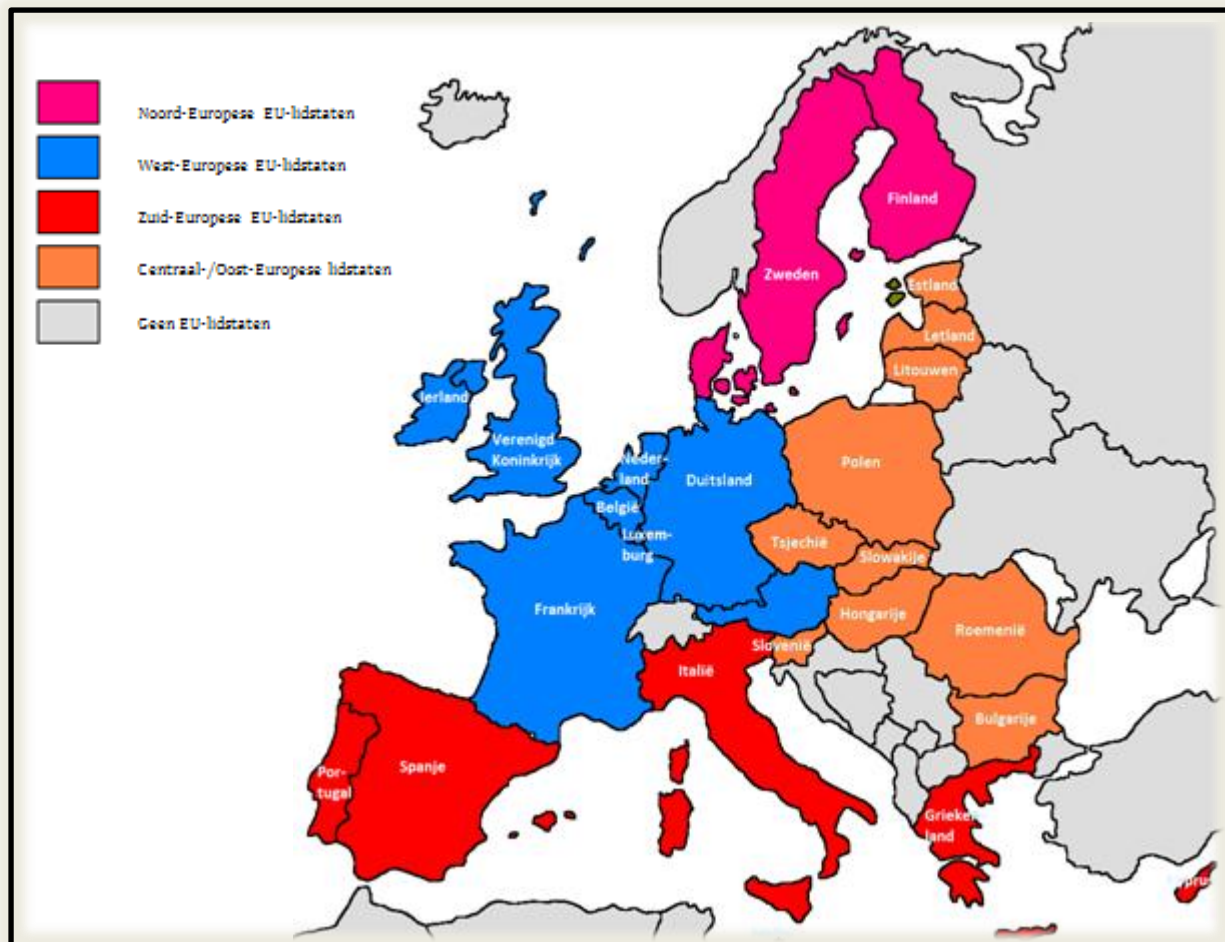 Noord-Europese EU-lidstaten
West-Europese EU-lidstaten
Zuid-Europese EU-lidstaten
Centraal-/Oost-Europese lidstaten
Geen EU-lidstaten
Finland
Zweden
Estland
Letland
Litouwen
Ierland
Verenigd
Koninkrijk
Neder-
land
Duitsland
Polen
België
Luxem-
burg
Tsjechië
Slowakije
Frankrijk
Hongarije
Roemenië
Slovenië
Italië
Bulgarije
Spanje
Por-
tugal
Grieken
land